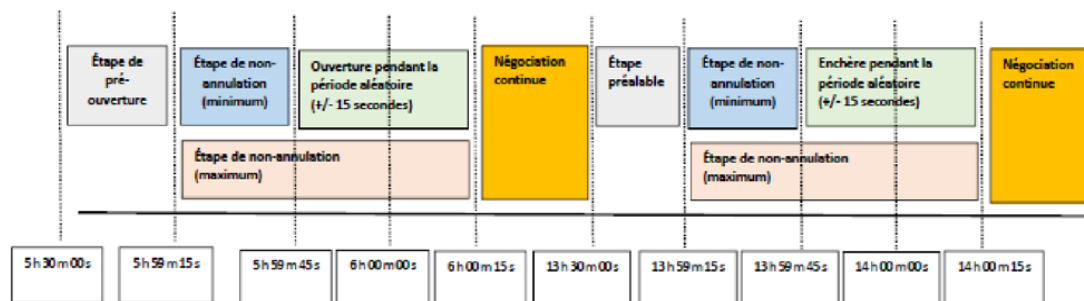 Étape de
pré-
ouverture
Étape de non-
annulation
(minimum)
Ouverture pendant la
période aléatoire
(+/- 15 secondes)
Négociation
continue
Étape
préalable
Étape de non-
annulation
(minimum)
Enchère pendant la
période aléatoire
(+/- 15 secondes)
Négociation
continue
Étape de non-annulation
(maximum)
Étape de non-annulation
(maximum)
5 h 30 m 00 s
5 h 59 m 15 s
5 h 59 m 45 s
6 h 00 m 00 s
6 h 00 m 15 s
13 h 30 m 00 s
13 h 59 m 15 s
13 h 59 m 45 s
14 h 00 m 00 s
14 h 00 m 15 s